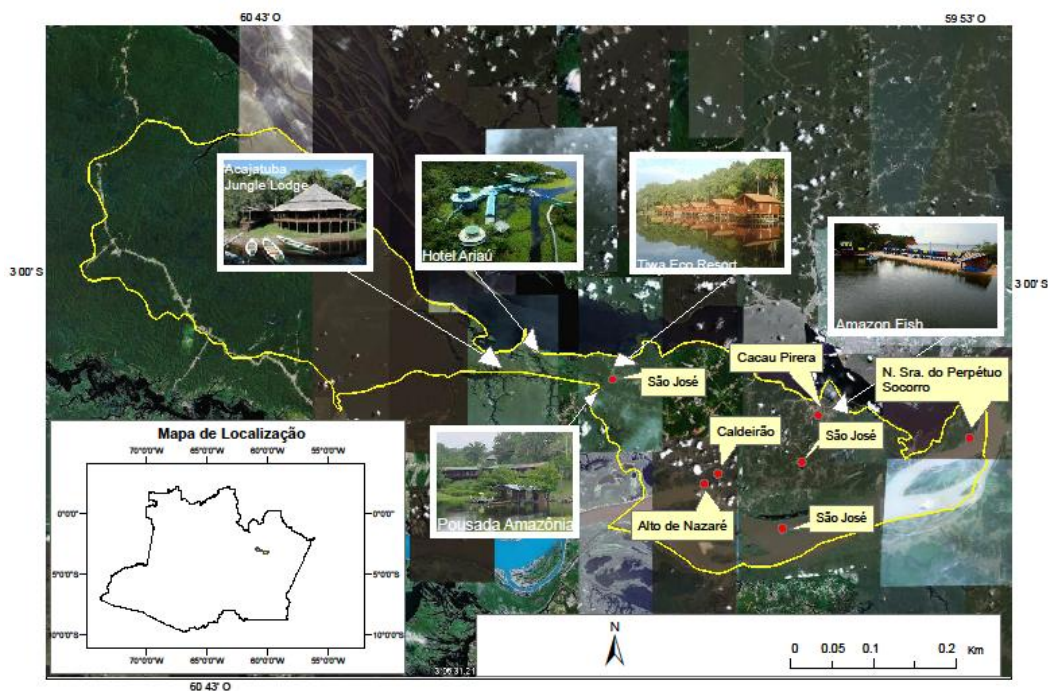 60 43' O
59 53' O
Acajatuba
Jungle Lodge
Hotel Ariaú
Tiwa Eco Resort
3 00' S
3 00' S
Amazon Fish
Cacau Pirera
N. Sra. do Perpétuo
Socorro
São José
São José
Caldeirão
Mapa de Localização
70°0'0"W 65°0'0"W 60°0'0"W 55°0'0"W
0°0'0" 0°0'0"
Pousada Amazônia
Alto de Nazaré
São José
5°0'0"S 5°0'0"S
10°0'0"S 10°0'0"S
70°0'0"W 65°0'0"W 60°0'0"W 55°0'0"W
N
0 0.05 0.1 0.2 Km
60 43' O